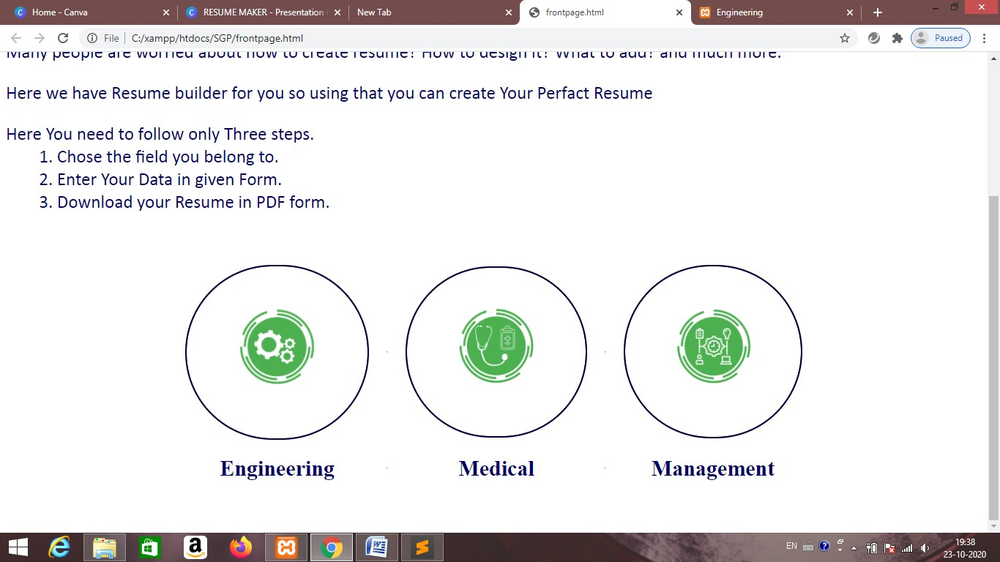 Home - Canva
RESUME MAKER - Presentation
New Tab
frontpage.html
Engineering
File
C:/xampp/htdocs/SGP/frontpage.html
Paused
Many people are worried about how to create resume? How to design it? What to add? and much more.
Here we have Resume builder for you so using that you can create Your Perfact Resume
Here You need to follow only Three steps.
1. Chose the field you belong to.
2. Enter Your Data in given Form.
3. Download your Resume in PDF form.
Engineering
Medical
Management
EN
19:38
23-10-2020